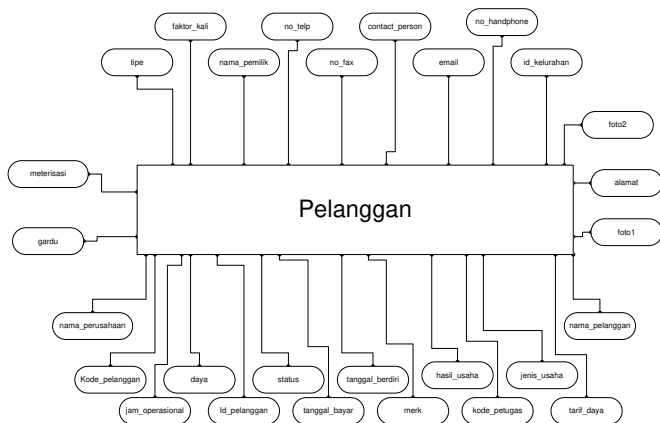 faktor_kali
no_telp
contact_person
no_handphone
tipe
nama_pemilik
no_fax
email
id_kelurahan
foto2
meterisasi
alamat
Pelanggan
gardu
foto1
nama_perusahaan
nama_pelanggan
Kode_pelanggan
daya
status
tanggal_berdiri
hasil_usaha
jenis_usaha
jam_operasional
Id_pelanggan
tanggal_bayar
merk
kode_petugas
tarif_daya